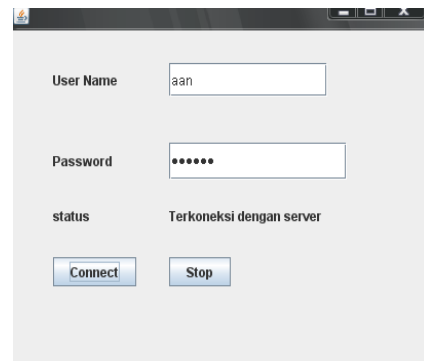 User Name aan
Password ••••••
status Terkoneksi dengan server
Connect Stop